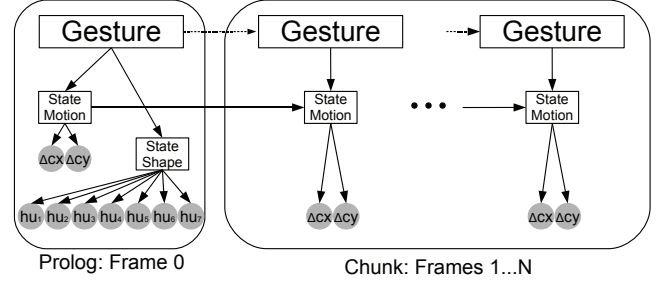 Gesture
Gesture
Gesture
State
Motion
State
Motion
State
Motion
...
State
Shape
Δcx Δcy
Δcx Δcy
Δcx Δcy
hu₁ hu₂ hu₃ hu₄ hu₅ hu₆ hu₇
Prolog: Frame 0
Chunk: Frames 1...N